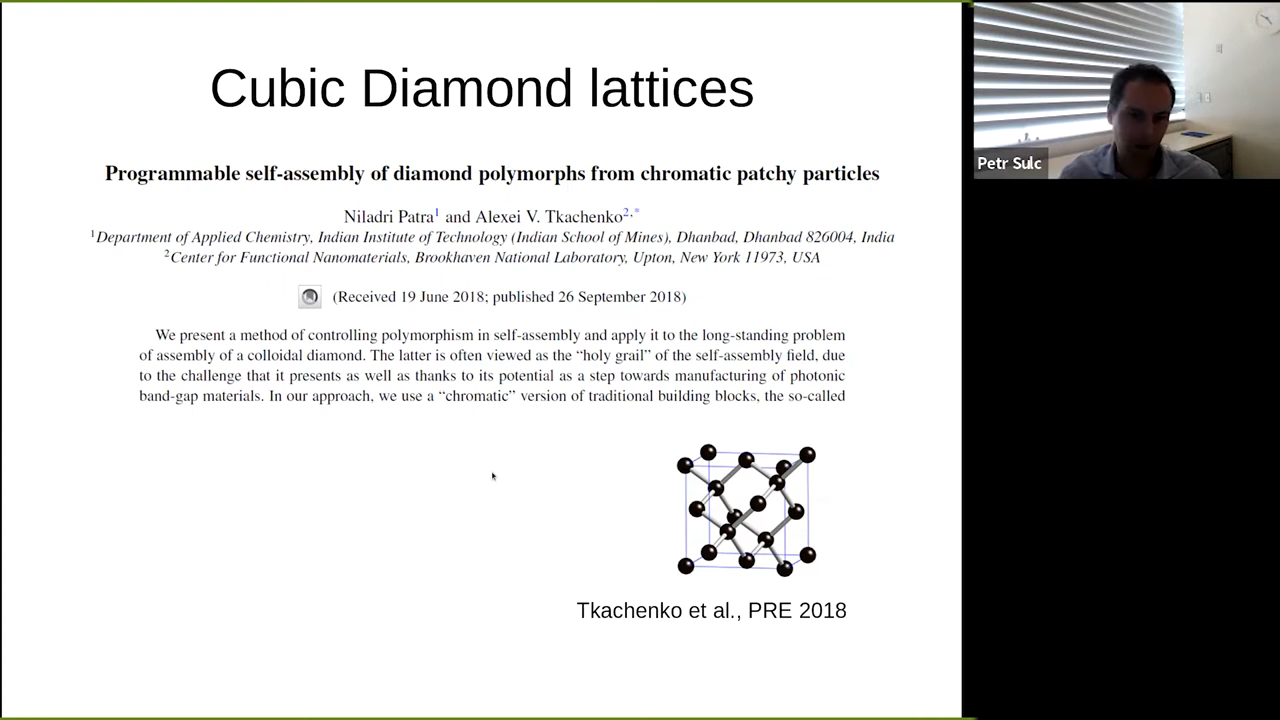 Cubic Diamond lattices
Programmable self-assembly of diamond polymorphs from chromatic patchy particles
Niladri Patra1 and Alexei V. Tkachenko2,*
1Department of Applied Chemistry, Indian Institute of Technology (Indian School of Mines), Dhanbad, Dhanbad 826004, India
2Center for Functional Nanomaterials, Brookhaven National Laboratory, Upton, New York 11973, USA
(Received 19 June 2018; published 26 September 2018)
We present a method of controlling polymorphism in self-assembly and apply it to the long-standing problem
of assembly of a colloidal diamond. The latter is often viewed as the “holy grail” of the self-assembly field, due
to the challenge that it presents as well as thanks to its potential as a step towards manufacturing of photonic
band-gap materials. In our approach, we use a “chromatic” version of traditional building blocks, the so-called
Tkachenko et al., PRE 2018
Petr Sulc